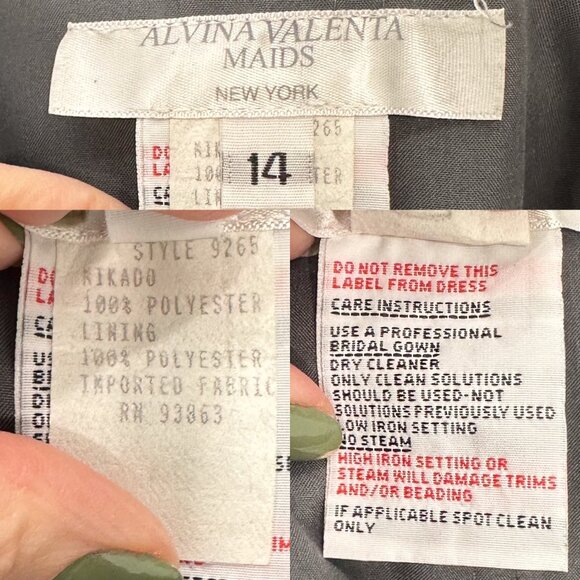 ALVINA VALENTA
MAIDS
NEW YORK
14
265
STYLE 9265
RIKADO
100% POLYESTER
LINING
100% POLYESTER
IMPORTED FABRIC
RN 93863
DO NOT REMOVE THIS
LABEL FROM DRESS
CARE INSTRUCTIONS
USE A PROFESSIONAL
BRIDAL GOWN
DRY CLEANER
ONLY CLEAN SOLUTIONS
SHOULD BE USED-NOT
SOLUTIONS PREVIOUSLY USED
LOW IRON SETTING
NO STEAM
HIGH IRON SETTING OR
STEAM WILL DAMAGE TRIMS
AND/OR BEADING
IF APPLICABLE SPOT CLEAN
ONLY